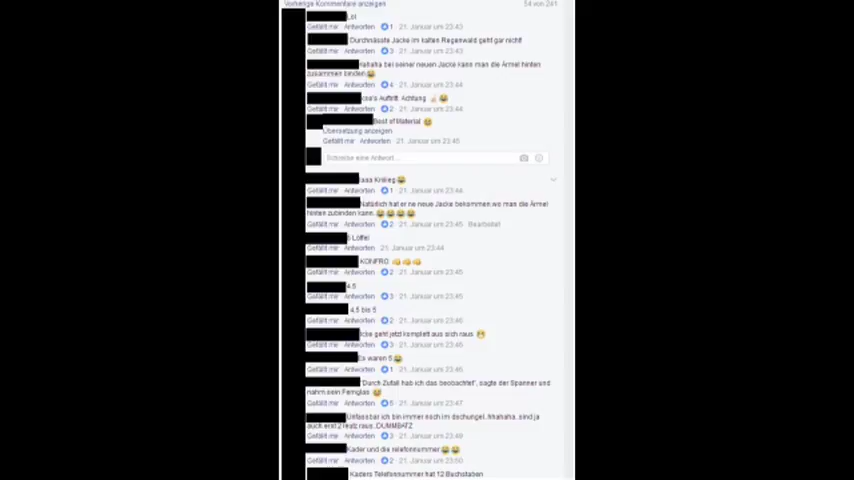 Vorherige Kommentare anzeigen 54 von 241
Lol
Gefällt mir Antworten 1 · 21. Januar um 23:43
Durchnässte Jacke im kalten Regenwald geht gar nicht!
Gefällt mir Antworten 3 · 21. Januar um 23:43
Hahaha bei seiner neuen Jacke kann man die Ärmel hinten
zusammen binden😂
Gefällt mir Antworten 4 · 21. Januar um 23:44
Auftritt Achtung
Gefällt mir Antworten 2 · 21. Januar um 23:44
Best of Material
Übersetzung anzeigen
Gefällt mir Antworten · 21. Januar um 23:45
Schreibe eine Antwort...
Gefällt mir Antworten 1 · 21. Januar um 23:44
Natürlich hat er ne neue Jacke bekommen,wo man die Ärmel
hinten zubinden kann.😂😂😂😂
Gefällt mir Antworten 2 · 21. Januar um 23:45 · Bearbeitet
Löffel
Gefällt mir Antworten 21. Januar um 23:44
KONFRO
Gefällt mir Antworten 2 · 21. Januar um 23:45
4.5
Gefällt mir Antworten 3 · 21. Januar um 23:45
4,5 bis 5
Gefällt mir Antworten 2 · 21. Januar um 23:46
Icke geht jetzt komplett aus sich raus
Gefällt mir Antworten 3 · 21. Januar um 23:46
Es waren 5😂
Gefällt mir Antworten 1 · 21. Januar um 23:46
"Durch Zufall hab ich das beobachtet", sagte der Spanner und
nahm sein Fernglas
Gefällt mir Antworten 5 · 21. Januar um 23:47
Unfassbar ich bin immer noch im dschungel..hhahaha..sind ja
auch erst 2 raus..DUMMBATZ
Gefällt mir Antworten 3 · 21. Januar um 23:49
Kader und die telefonnummer😂😂
Gefällt mir Antworten 2 · 21. Januar um 23:50
Kaders Telefonnummer hat 12 Buchstaben